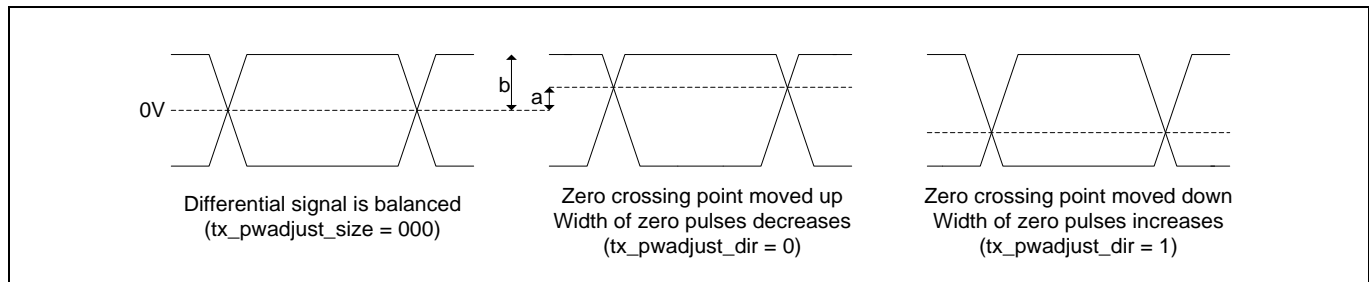 0V
b
a
Differential signal is balanced
(tx_pwadjust_size = 000)
Zero crossing point moved up
Width of zero pulses decreases
(tx_pwadjust_dir = 0)
Zero crossing point moved down
Width of zero pulses increases
(tx_pwadjust_dir = 1)